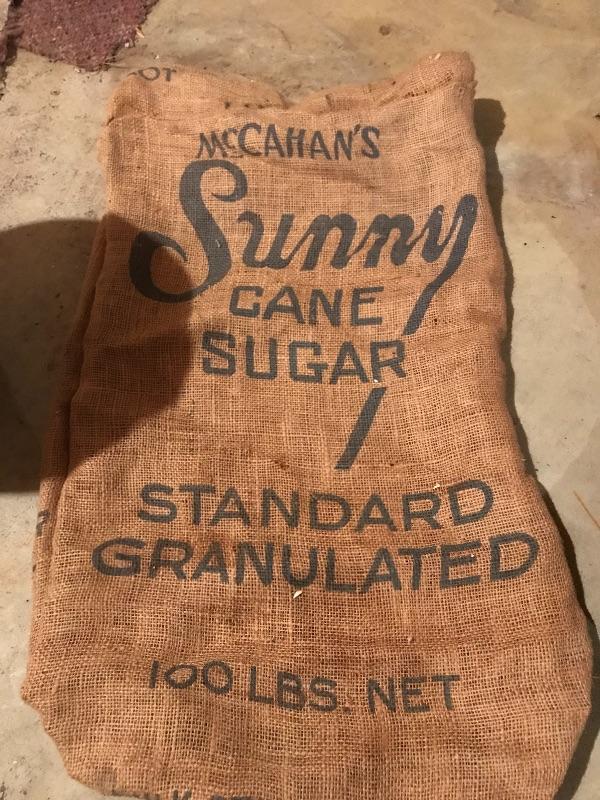 McCAHAN'S
Sunny
CANE
SUGAR
STANDARD
GRANULATED
100 LBS. NET